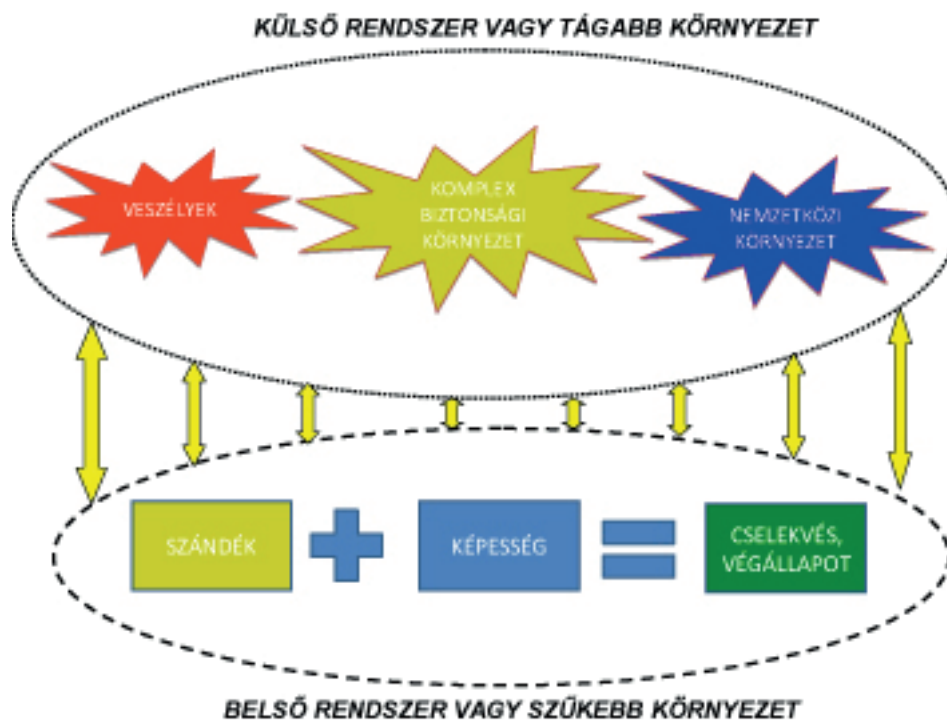 KÜLSŐ RENDSZER VAGY TÁGABB KÖRNYEZET
VESZÉLYEK
KOMPLEX
BIZTONSÁGI
KÖRNYEZET
NEMZETKÖZI
KÖRNYEZET
SZÁNDÉK
KÉPESSÉG
CSELEKVÉS,
VÉGÁLLAPOT
BELSŐ RENDSZER VAGY SZŰKEBB KÖRNYEZET